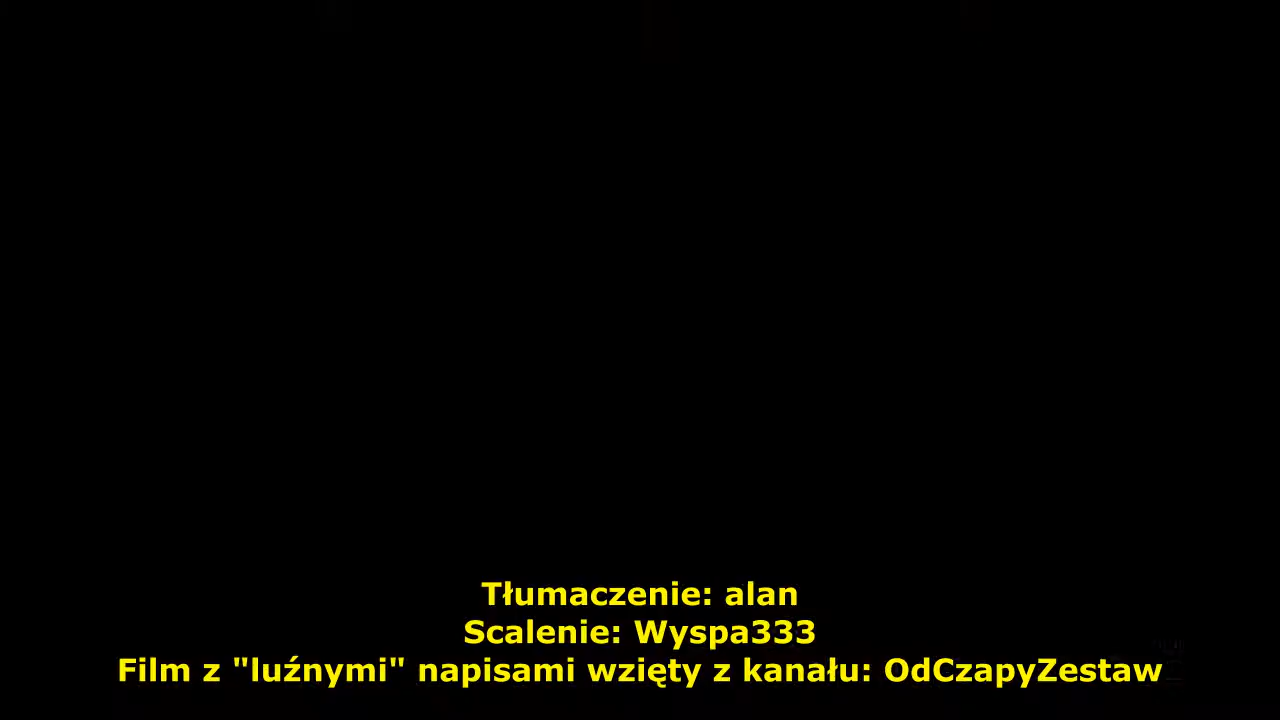 Tłumaczenie: alan
Scalenie: Wyspa333
Film z "luźnymi" napisami wzięty z kanału: OdCzapyZestaw